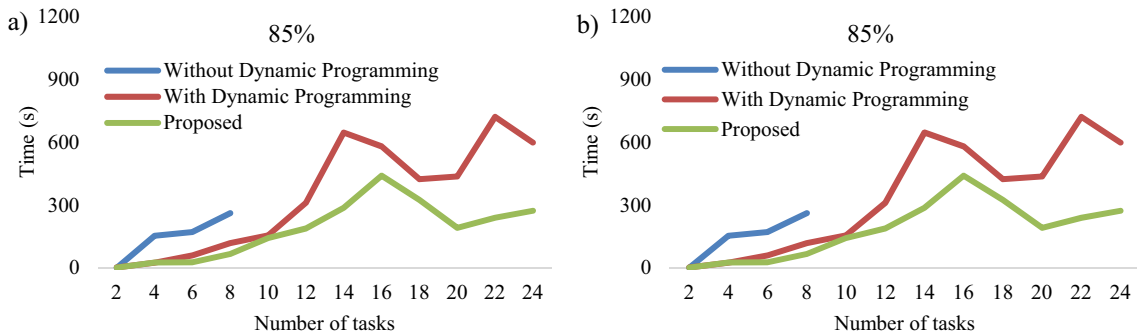 a)
1200
85%
900
Without Dynamic Programming
With Dynamic Programming
Time (s)
600
Proposed
300
0
2 4 6 8 10 12 14 16 18 20 22 24
Number of tasks
b)
1200
85%
900
Without Dynamic Programming
With Dynamic Programming
Time (s)
600
Proposed
300
0
2 4 6 8 10 12 14 16 18 20 22 24
Number of tasks